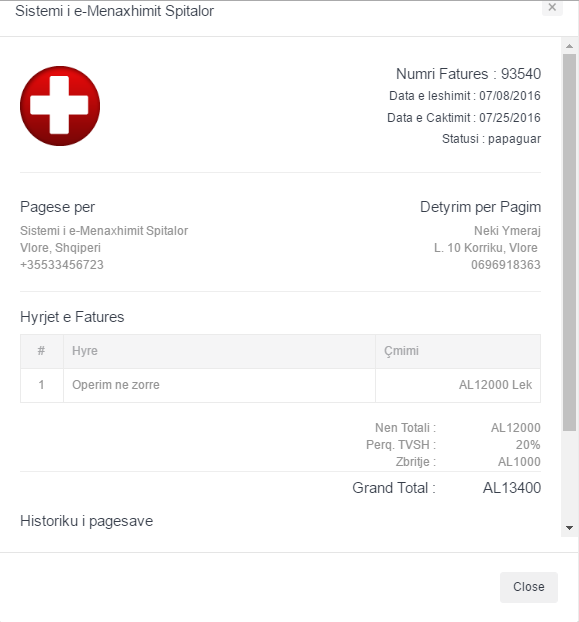 Sistemi i e-Menaxhimit Spitalor
×
Numri Fatures : 93540
Data e leshimit : 07/08/2016
Data e Caktimit : 07/25/2016
Statusi : papaguar
Pagese per
Detyrim per Pagim
Sistemi i e-Menaxhimit Spitalor
Neki Ymeraj
Vlore, Shqiperi
L. 10 Korriku, Vlore
+35533456723
0696918363
Hyrjet e Fatures
# Hyre Çmimi
1 Operim ne zorre AL12000 Lek
Nen Totali : AL12000
Perq. TVSH : 20%
Zbritje : AL1000
Grand Total : AL13400
Historiku i pagesave
Close